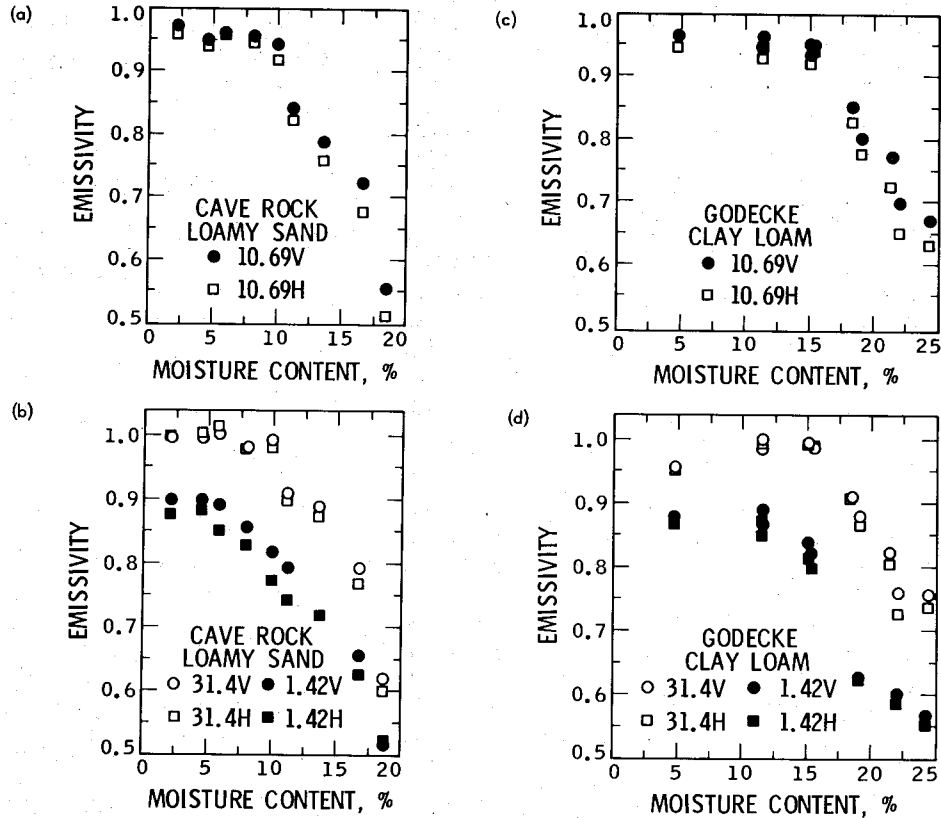 (a)
1.0
0.9
0.8
0.7
0.6
0.5
EMISSIVITY
CAVE ROCK
LOAMY SAND
● 10.69V
□ 10.69H
0 5 10 15 20
MOISTURE CONTENT, %
(c)
1.0
0.9
0.8
0.7
0.6
0.5
EMISSIVITY
GODECKE
CLAY LOAM
● 10.69V
□ 10.69H
0 5 10 15 20 25
MOISTURE CONTENT, %
(b)
1.0
0.9
0.8
0.7
0.6
0.5
EMISSIVITY
CAVE ROCK
LOAMY SAND
○ 31.4V ● 1.42V
□ 31.4H ■ 1.42H
0 5 10 15 20
MOISTURE CONTENT, %
(d)
1.0
0.9
0.8
0.7
0.6
0.5
EMISSIVITY
GODECKE
CLAY LOAM
○ 31.4V ● 1.42V
□ 31.4H ■ 1.42H
0 5 10 15 20 25
MOISTURE CONTENT, %